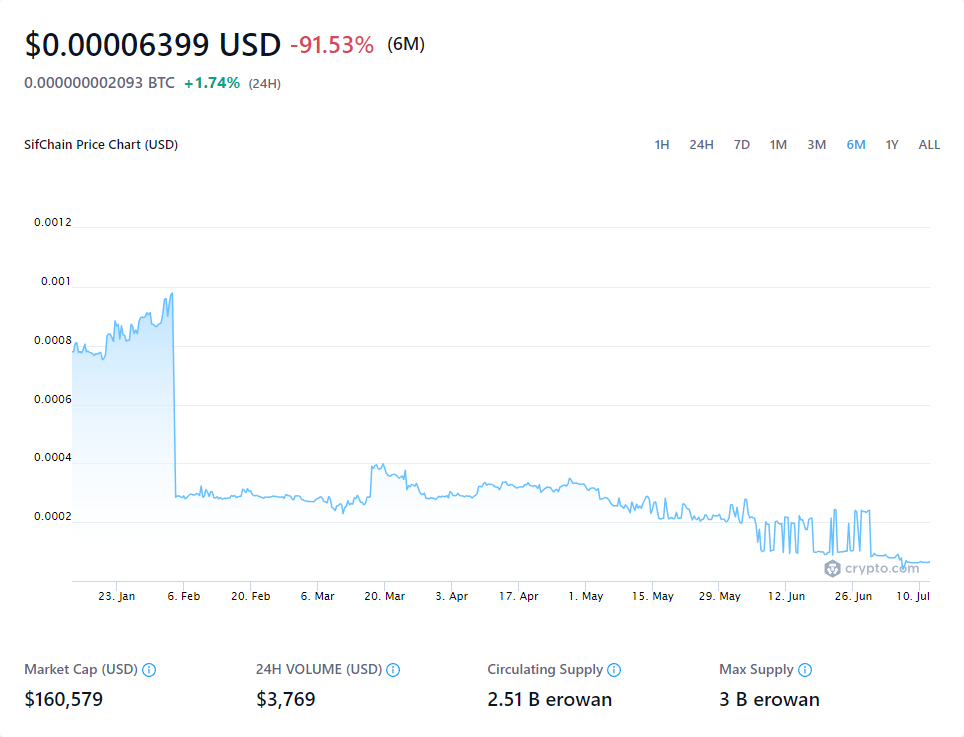 $0.00006399 USD -91.53% (6M)
0.000000002093 BTC +1.74% (24H)
SifChain Price Chart (USD) 1H 24H 7D 1M 3M 6M 1Y ALL
0.0012
0.001
0.0008
0.0006
0.0004
0.0002
crypto.com
23. Jan 6. Feb 20. Feb 6. Mar 20. Mar 3. Apr 17. Apr 1. May 15. May 29. May 12. Jun 26. Jun 10. Jul
Market Cap (USD) 24H VOLUME (USD) Circulating Supply Max Supply
$160,579 $3,769 2.51 B erowan 3 B erowan